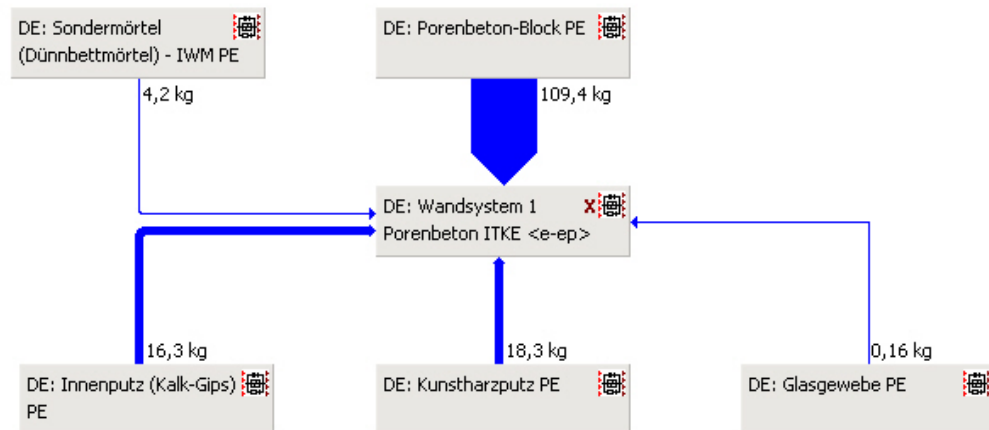 DE: Sondermörtel
(Dünnbettmörtel) - IWM PE
DE: Porenbeton-Block PE
4,2 kg
109,4 kg
DE: Wandsystem 1
X
Porenbeton ITKE <e-ep>
16,3 kg
18,3 kg
0,16 kg
DE: Innenputz (Kalk-Gips)
PE
DE: Kunstharzputz PE
DE: Glasgewebe PE